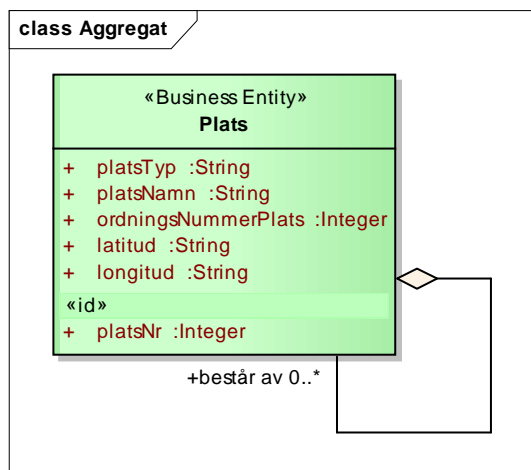 class Aggregat
«Business Entity»
Plats
+ platsTyp :String
+ platsNamn :String
+ ordningsNummerPlats :Integer
+ latitud :String
+ longitud :String
«id»
+ platsNr :Integer
+består av 0..*